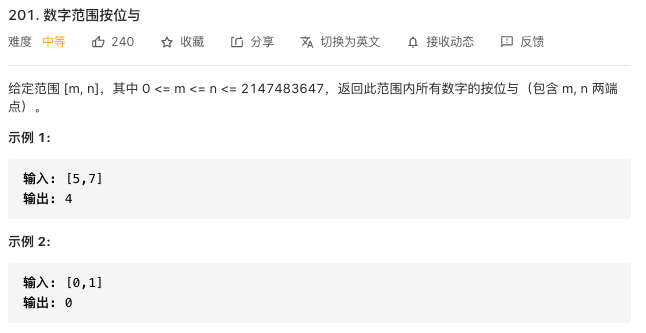 201. 数字范围按位与
难度 中等 240 收藏 分享 切换为英文 接收动态 反馈
给定范围 [m, n]，其中 0 <= m <= n <= 2147483647，返回此范围内所有数字的按位与（包含 m, n 两端
点）。
示例 1:
输入: [5,7]
输出: 4
示例 2:
输入: [0,1]
输出: 0